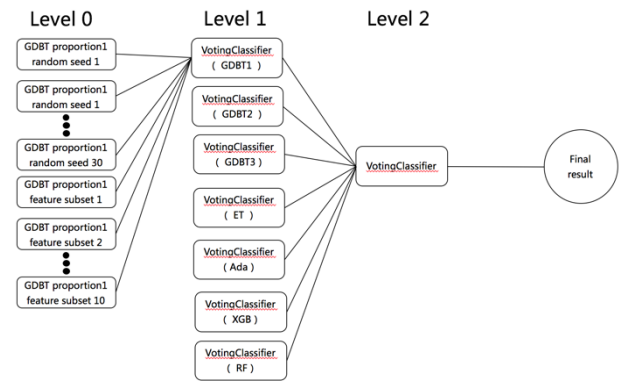 Level 0
Level 1
Level 2
GDBT proportion1
random seed 1
GDBT proportion1
random seed 1
GDBT proportion1
random seed 30
GDBT proportion1
feature subset 1
GDBT proportion1
feature subset 2
GDBT proportion1
feature subset 10
VotingClassifier
( GDBT1 )
VotingClassifier
( GDBT2 )
VotingClassifier
( GDBT3 )
VotingClassifier
( ET )
VotingClassifier
( Ada )
VotingClassifier
( XGB )
VotingClassifier
( RF )
VotingClassifier
Final
result